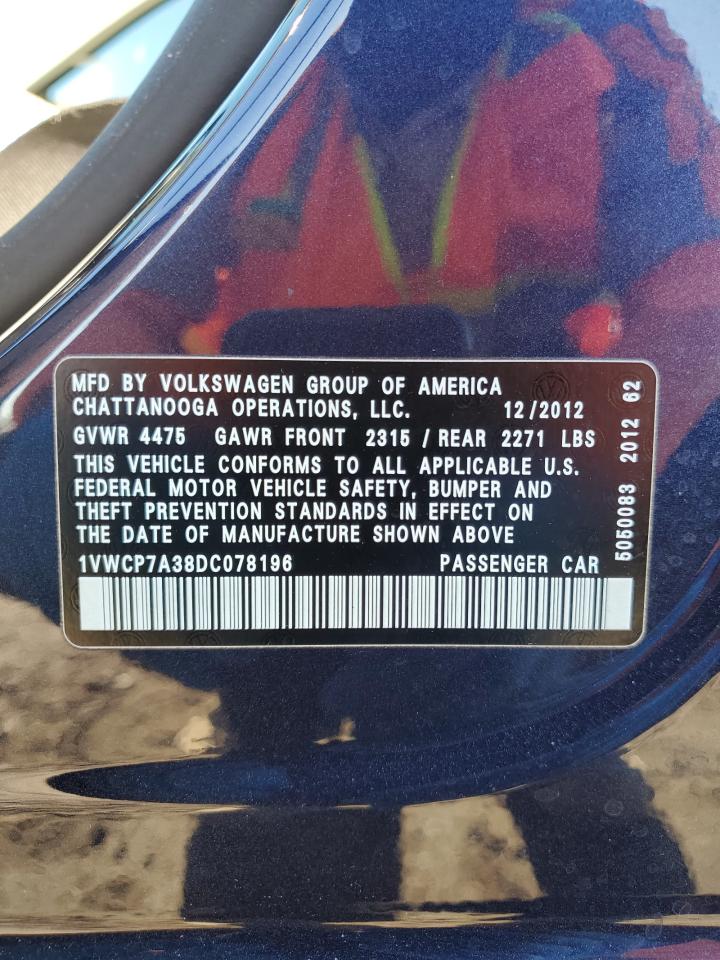 MFD BY VOLKSWAGEN GROUP OF AMERICA
CHATTANOOGA OPERATIONS, LLC. 12/2012
GVWR 4475 GAWR FRONT 2315 / REAR 2271 LBS
THIS VEHICLE CONFORMS TO ALL APPLICABLE U.S.
FEDERAL MOTOR VEHICLE SAFETY, BUMPER AND
THEFT PREVENTION STANDARDS IN EFFECT ON
THE DATE OF MANUFACTURE SHOWN ABOVE
1VWCP7A38DC078196 PASSENGER CAR
5050083 2012 62